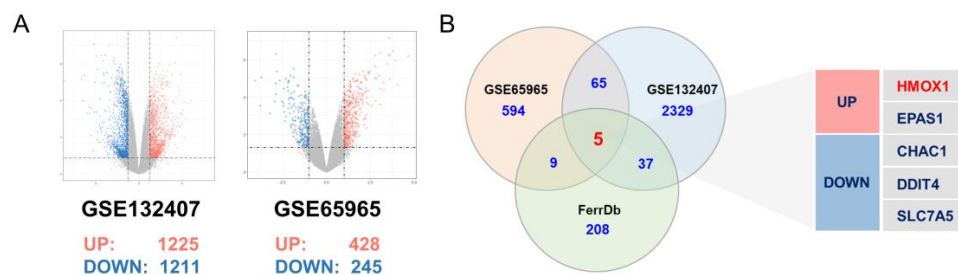 A
GSE132407
UP: 1225
DOWN: 1211
GSE65965
UP: 428
DOWN: 245
B
GSE65965
594
65
GSE132407
2329
5
9
37
FerrDb
208
UP
HMOX1
EPAS1
DOWN
CHAC1
DDIT4
SLC7A5